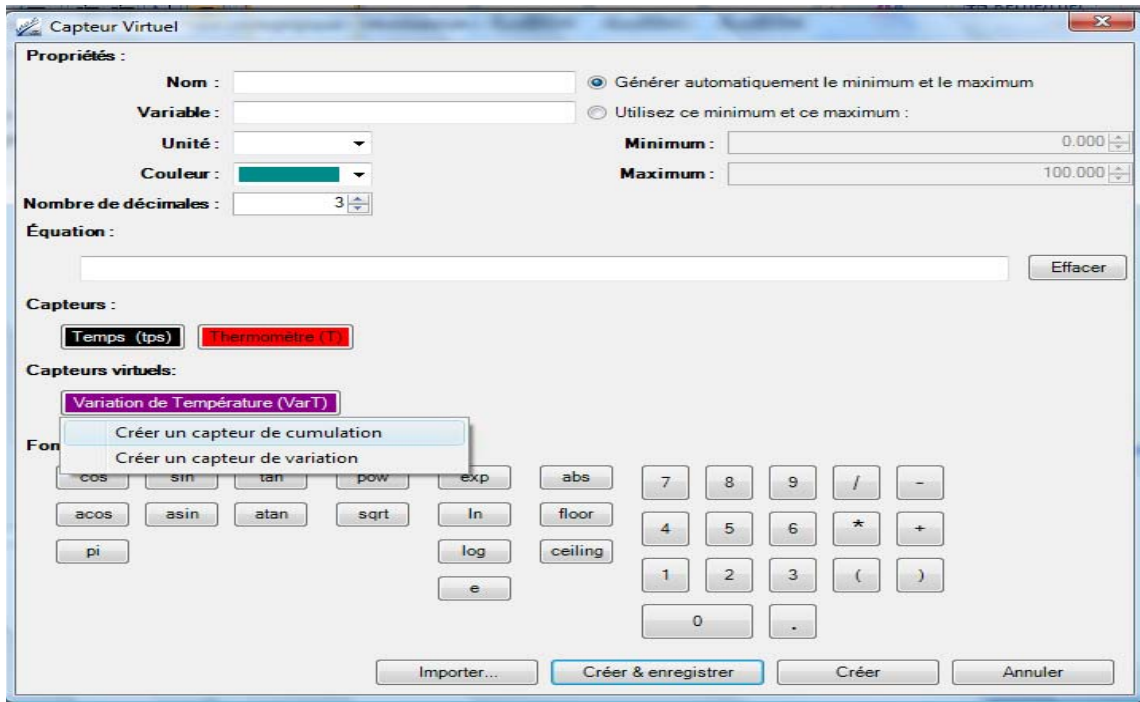 Capteur Virtuel
Propriétés :
Nom :
Générer automatiquement le minimum et le maximum
Variable :
Utilisez ce minimum et ce maximum :
Unité :
Minimum : 0.000
Couleur :
Maximum : 100.000
Nombre de décimales : 3
Équation :
Effacer
Capteurs :
Temps (tps) Thermomètre (T)
Capteurs virtuels:
Variation de Température (VarT)
Créer un capteur de cumulation
Fon
Créer un capteur de variation
cos sin tan pow exp abs 7 8 9 / -
acos asin atan sqrt ln floor 4 5 6 * +
pi log ceiling 1 2 3 ( )
e
0 .
Importer... Créer & enregistrer Créer Annuler